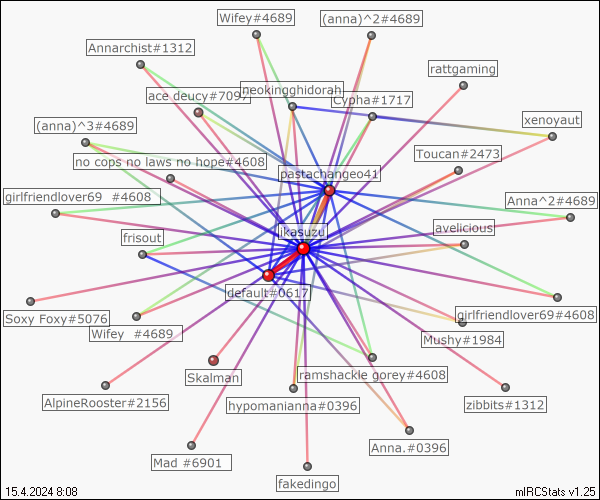 Wifey#4689
(anna)^2#4689
Annarchist#1312
rattgaming
neokingghidorah
ace deucy#7097
Cypha#1717
xenoyaut
(anna)^3#4689
Toucan#2473
no cops no laws no hope#4608
pastachangeo41
girlfriendlover69 #4608
Anna^2#4689
ikasuzu
avelicious
frisout
default#0617
Soxy Foxy#5076
girlfriendlover69#4608
Wifey #4689
Mushy#1984
Skalman
ramshackle gorey#4608
AlpineRooster#2156
hypomanianna#0396
zibbits#1312
Anna.#0396
Mad #6901
fakedingo
15.4.2024 8:08
mIRCStats v1.25